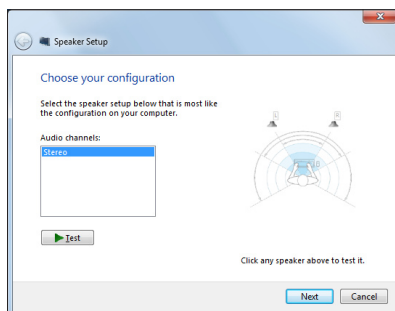 Speaker Setup
Choose your configuration
Select the speaker setup below that is most like
the configuration on your computer.
Audio channels:
Stereo
L
R
Test
Click any speaker above to test it.
Next
Cancel